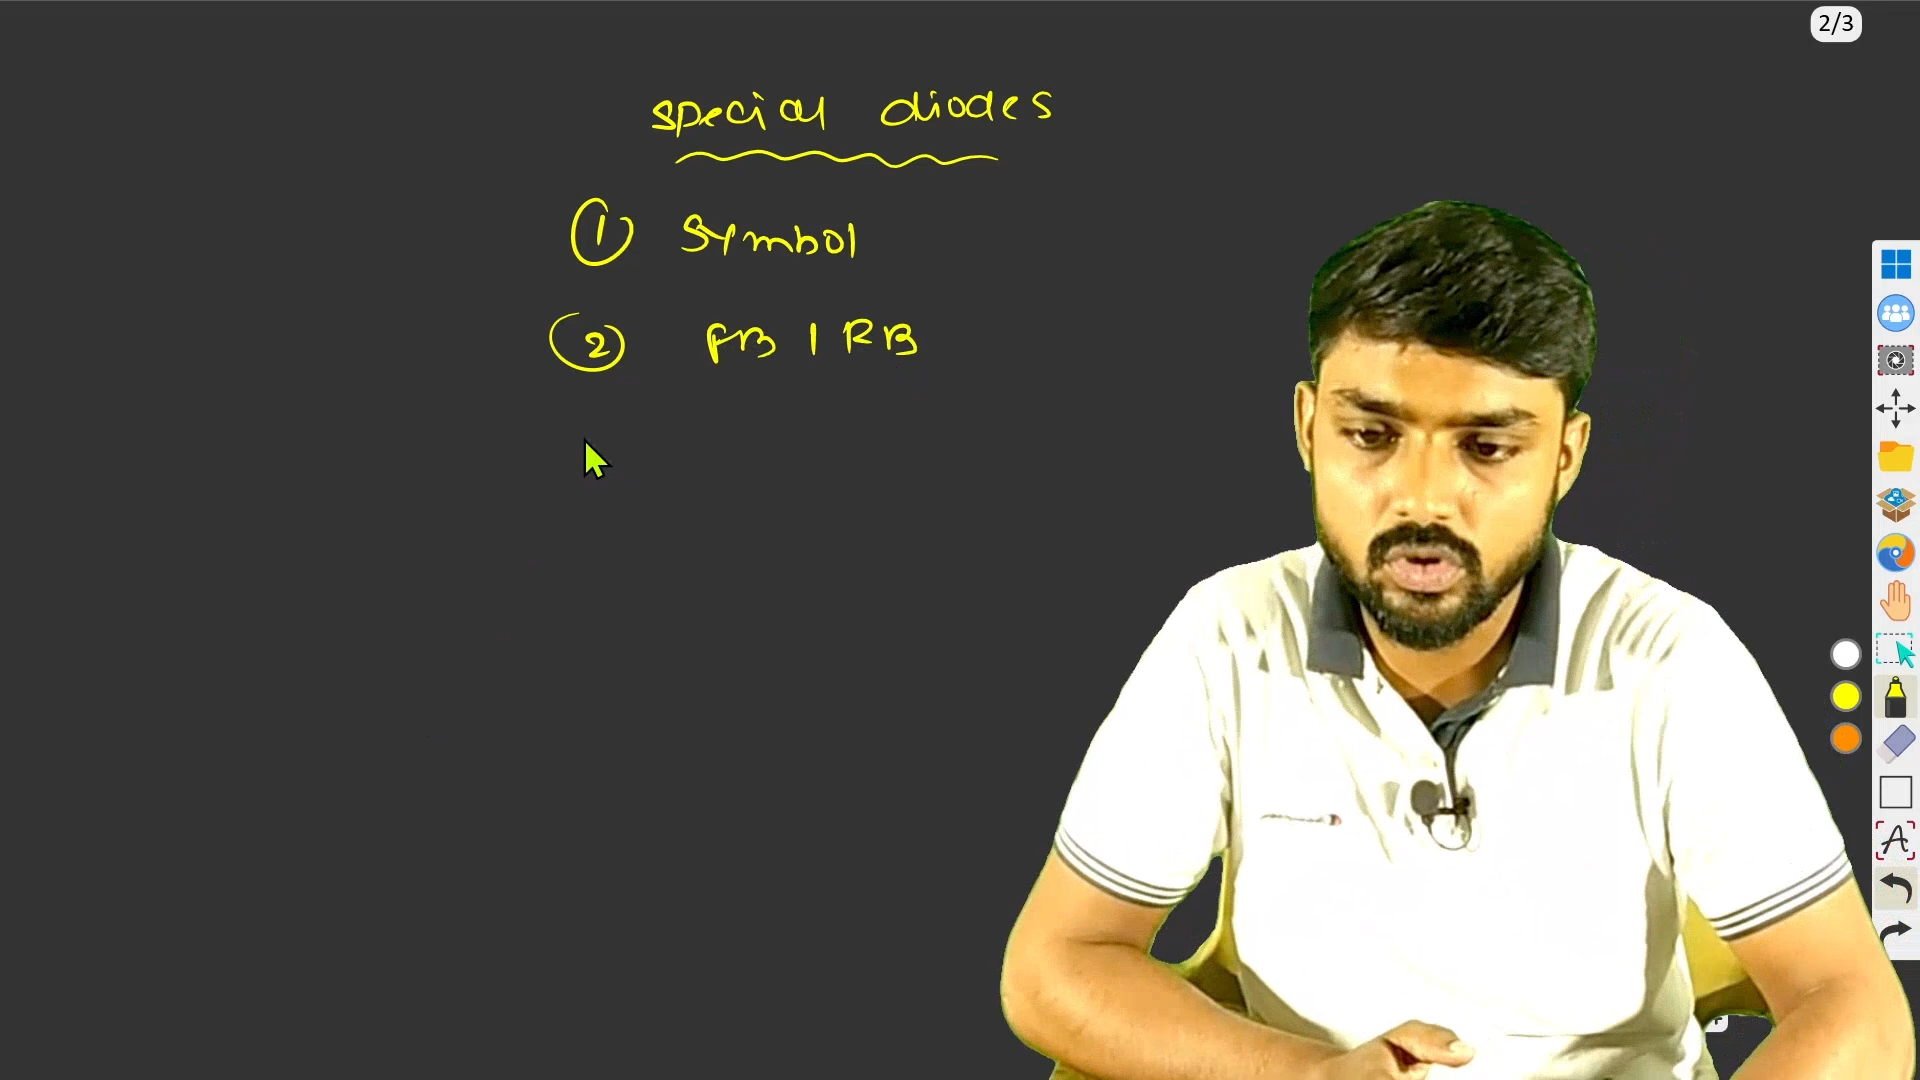 2/3
special diodes
① Symbol
② FB | RB